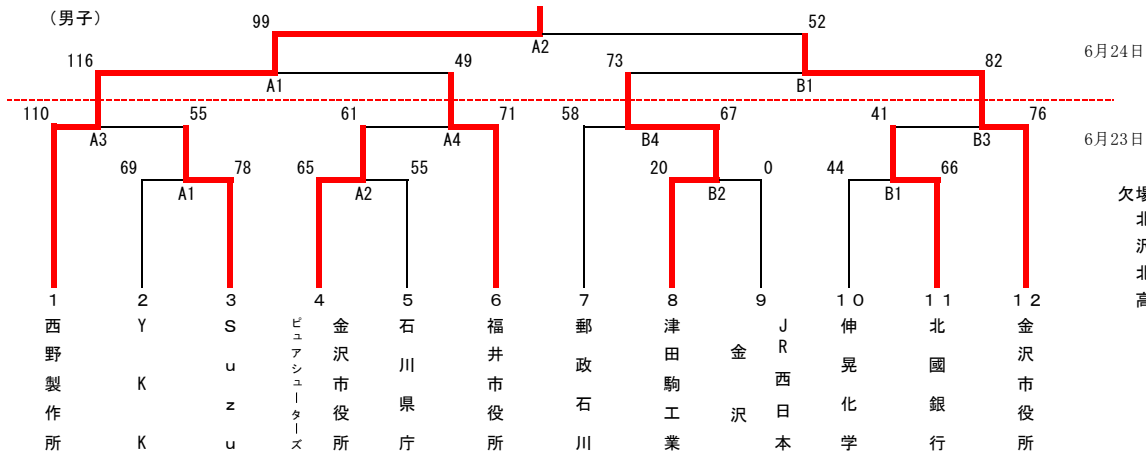 （男子）
99
52
A2
6月24日
116
49
73
82
A1
B1
110
55
61
71
58
67
41
76
A3
A4
B4
B3
6月23日
69
78
65
55
20
0
44
66
A1
A2
B2
B1
欠場
北
沢
北
高
1 2 3 4 5 6 7 8 9 10 11 12
西野製作所
YKK
Suzu
金沢市役所
ピュアシューターズ
石川県庁
福井市役所
郵政石川
津田駒工業
JR西日本
金沢
伸晃化学
北國銀行
金沢市役所